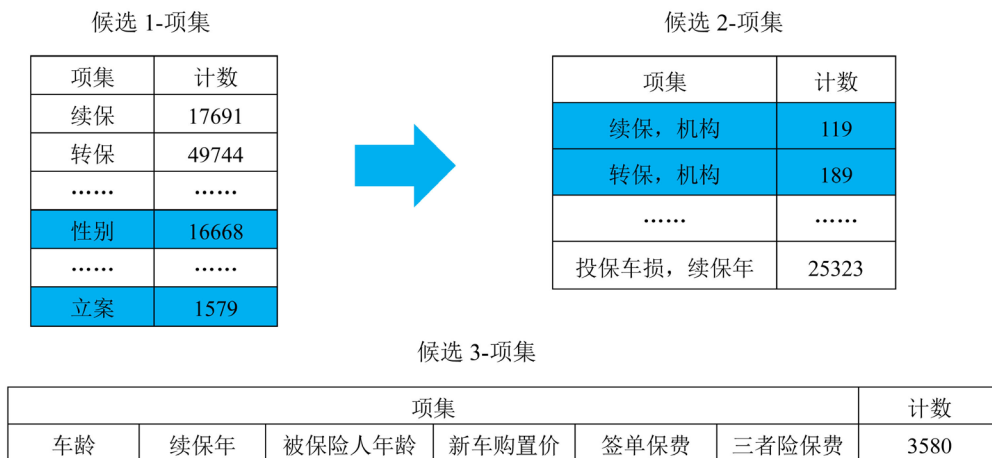 候选 1-项集
项集 计数
续保 17691
转保 49744
…… ……
性别 16668
…… ……
立案 1579
候选 2-项集
项集 计数
续保，机构 119
转保，机构 189
…… ……
投保车损，续保年 25323
候选 3-项集
项集 计数
车龄 续保年 被保险人年龄 新车购置价 签单保费 三者险保费 3580